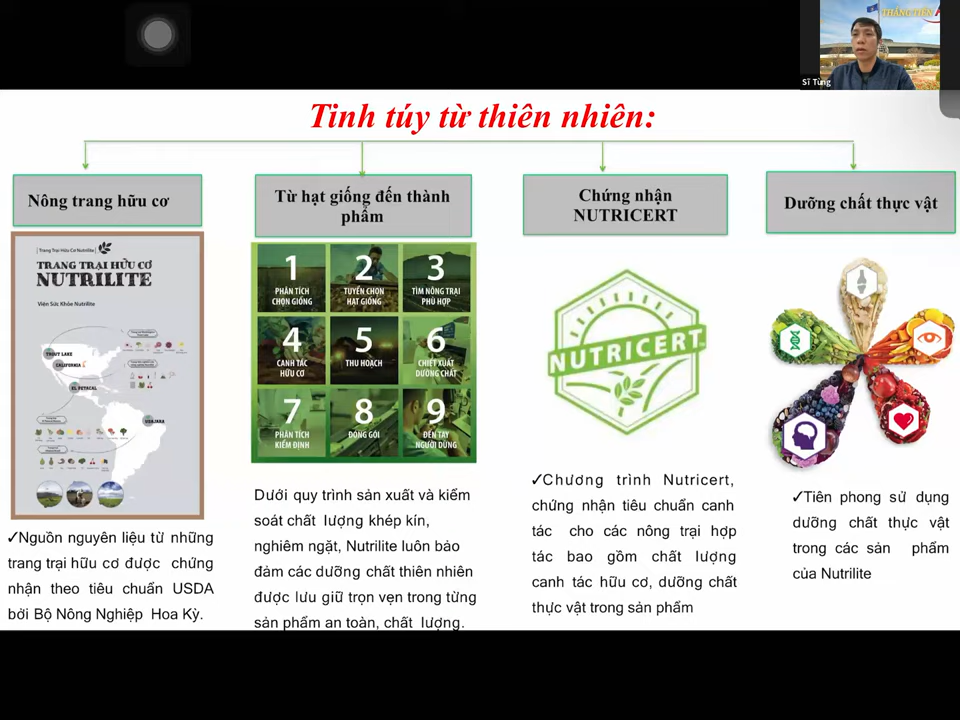 THẮNG TIẾN
Sĩ Tùng
Tinh túy từ thiên nhiên:
Nông trang hữu cơ
Từ hạt giống đến thành
phẩm
Chứng nhận
NUTRICERT
Dưỡng chất thực vật
Trang Trại Hữu Cơ Nutrilite
TRANG TRẠI HỮU CƠ
NUTRILITE
Viện Sức Khỏe Nutrilite
TROUT LAKE
CALIFORNIA
EL PETACAL
UBAJARA
1
PHÂN TÍCH
CHỌN GIỐNG
2
TUYỂN CHỌN
HẠT GIỐNG
3
TÌM NÔNG TRẠI
PHÙ HỢP
4
CANH TÁC
HỮU CƠ
5
THU HOẠCH
6
CHIẾT XUẤT
DƯỠNG CHẤT
7
PHÂN TÍCH
KIỂM ĐỊNH
8
ĐÓNG GÓI
9
ĐẾN TAY
NGƯỜI DÙNG
NUTRICERT
✓Nguồn nguyên liệu từ những
trang trại hữu cơ được chứng
nhận theo tiêu chuẩn USDA
bởi Bộ Nông Nghiệp Hoa Kỳ.
Dưới quy trình sản xuất và kiểm
soát chất lượng khép kín,
nghiêm ngặt, Nutrilite luôn bảo
đảm các dưỡng chất thiên nhiên
được lưu giữ trọn vẹn trong từng
sản phẩm an toàn, chất lượng.
✓Chương trình Nutricert,
chứng nhận tiêu chuẩn canh
tác cho các nông trại hợp
tác bao gồm chất lượng
canh tác hữu cơ, dưỡng chất
thực vật trong sản phẩm
✓Tiên phong sử dụng
dưỡng chất thực vật
trong các sản phẩm
của Nutrilite